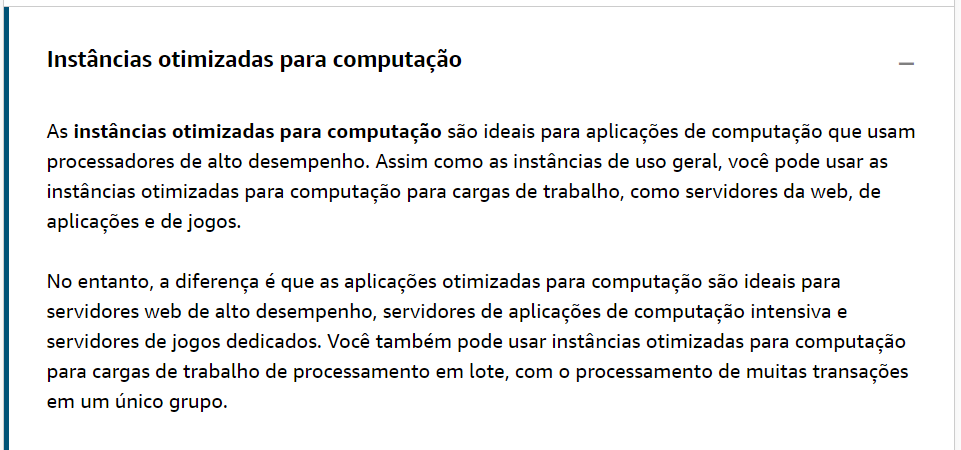 Instâncias otimizadas para computação
As instâncias otimizadas para computação são ideais para aplicações de computação que usam
processadores de alto desempenho. Assim como as instâncias de uso geral, você pode usar as
instâncias otimizadas para computação para cargas de trabalho, como servidores da web, de
aplicações e de jogos.
No entanto, a diferença é que as aplicações otimizadas para computação são ideais para
servidores web de alto desempenho, servidores de aplicações de computação intensiva e
servidores de jogos dedicados. Você também pode usar instâncias otimizadas para computação
para cargas de trabalho de processamento em lote, com o processamento de muitas transações
em um único grupo.